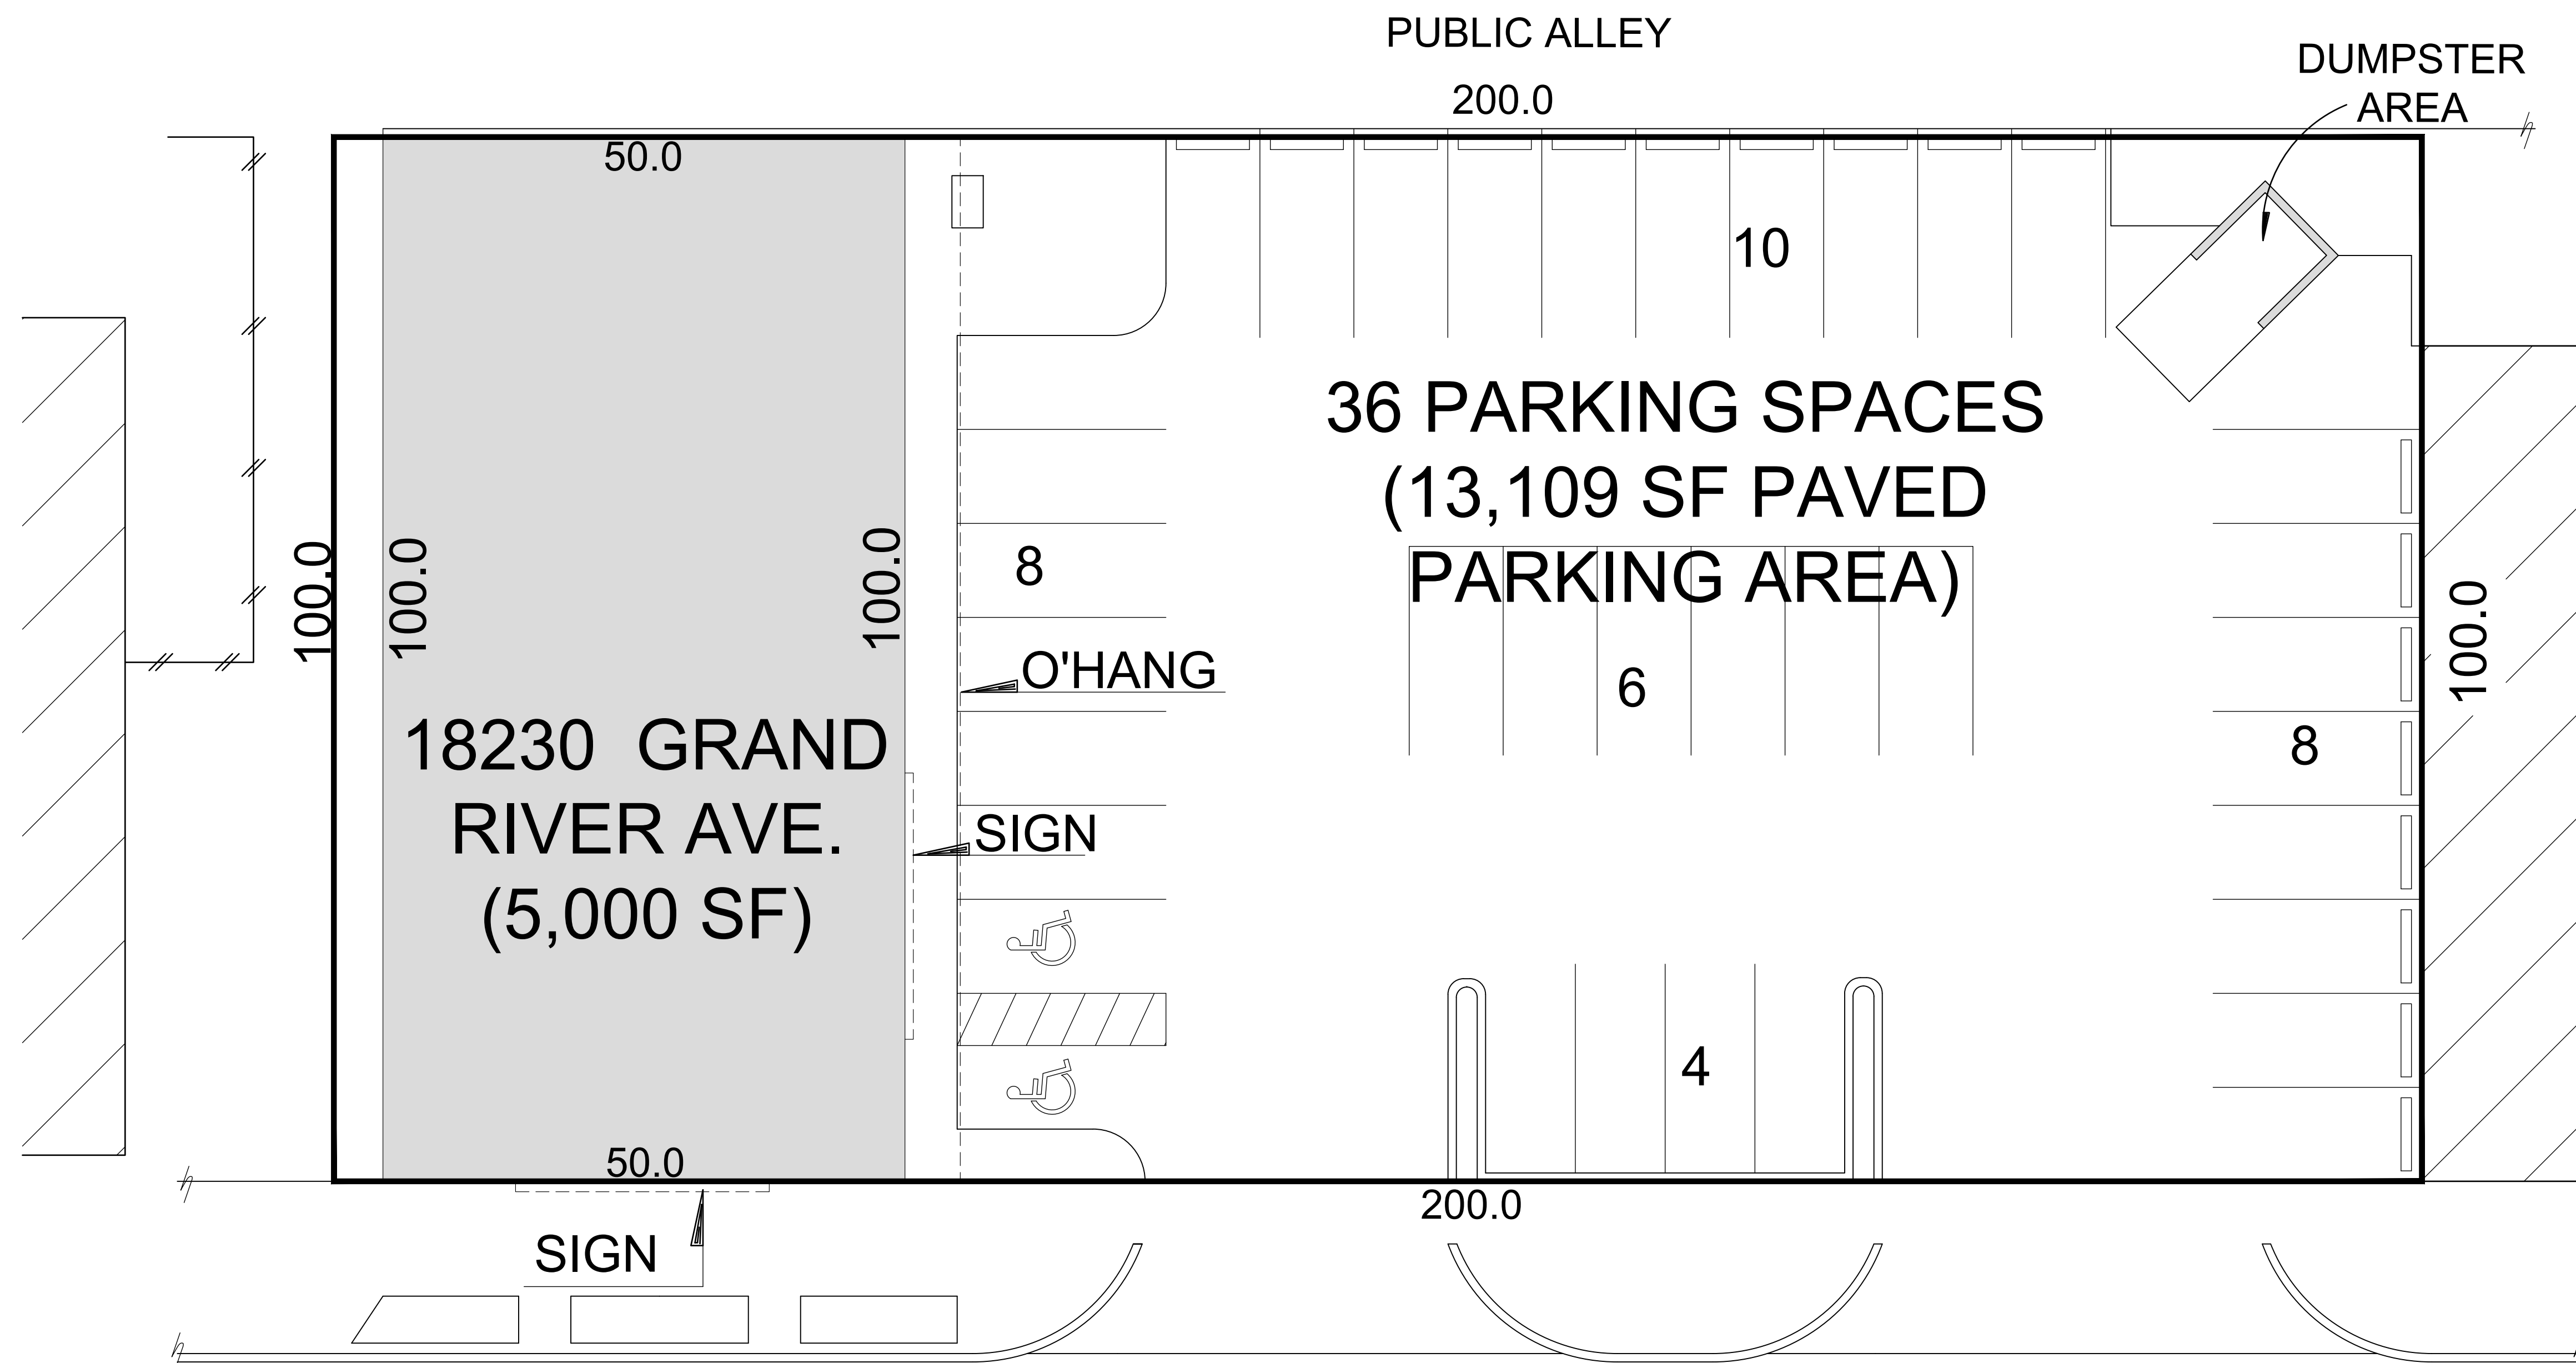 PUBLIC ALLEY
200.0
DUMPSTER
AREA
50.0
10
36 PARKING SPACES
(13,109 SF PAVED
PARKING AREA)
100.0
100.0
100.0
8
O'HANG
6
100.0
8
18230 GRAND
RIVER AVE.
(5,000 SF)
SIGN
4
50.0
200.0
SIGN